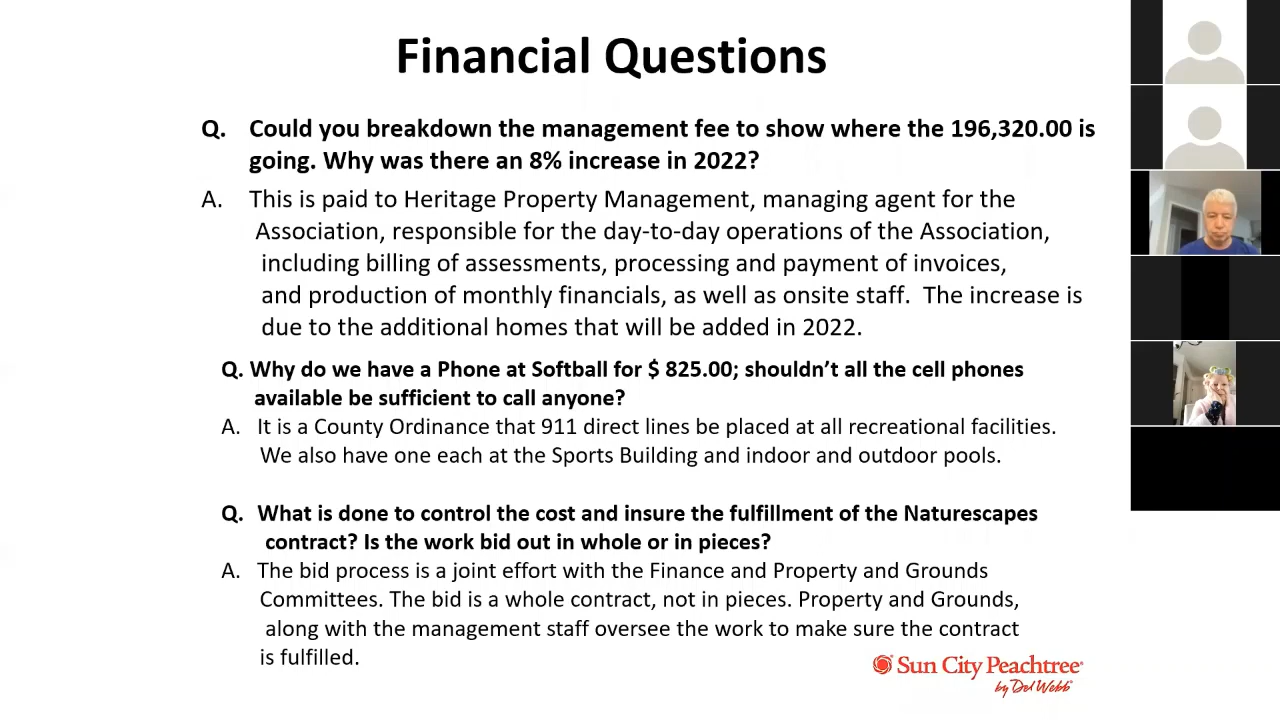 Financial Questions
Q. Could you breakdown the management fee to show where the 196,320.00 is
going. Why was there an 8% increase in 2022?
A. This is paid to Heritage Property Management, managing agent for the
Association, responsible for the day-to-day operations of the Association,
including billing of assessments, processing and payment of invoices,
and production of monthly financials, as well as onsite staff. The increase is
due to the additional homes that will be added in 2022.
Q. Why do we have a Phone at Softball for $ 825.00; shouldn’t all the cell phones
available be sufficient to call anyone?
A. It is a County Ordinance that 911 direct lines be placed at all recreational facilities.
We also have one each at the Sports Building and indoor and outdoor pools.
Q. What is done to control the cost and insure the fulfillment of the Naturescapes
contract? Is the work bid out in whole or in pieces?
A. The bid process is a joint effort with the Finance and Property and Grounds
Committees. The bid is a whole contract, not in pieces. Property and Grounds,
along with the management staff oversee the work to make sure the contract
is fulfilled.
Sun City Peachtree®
by Del Webb®